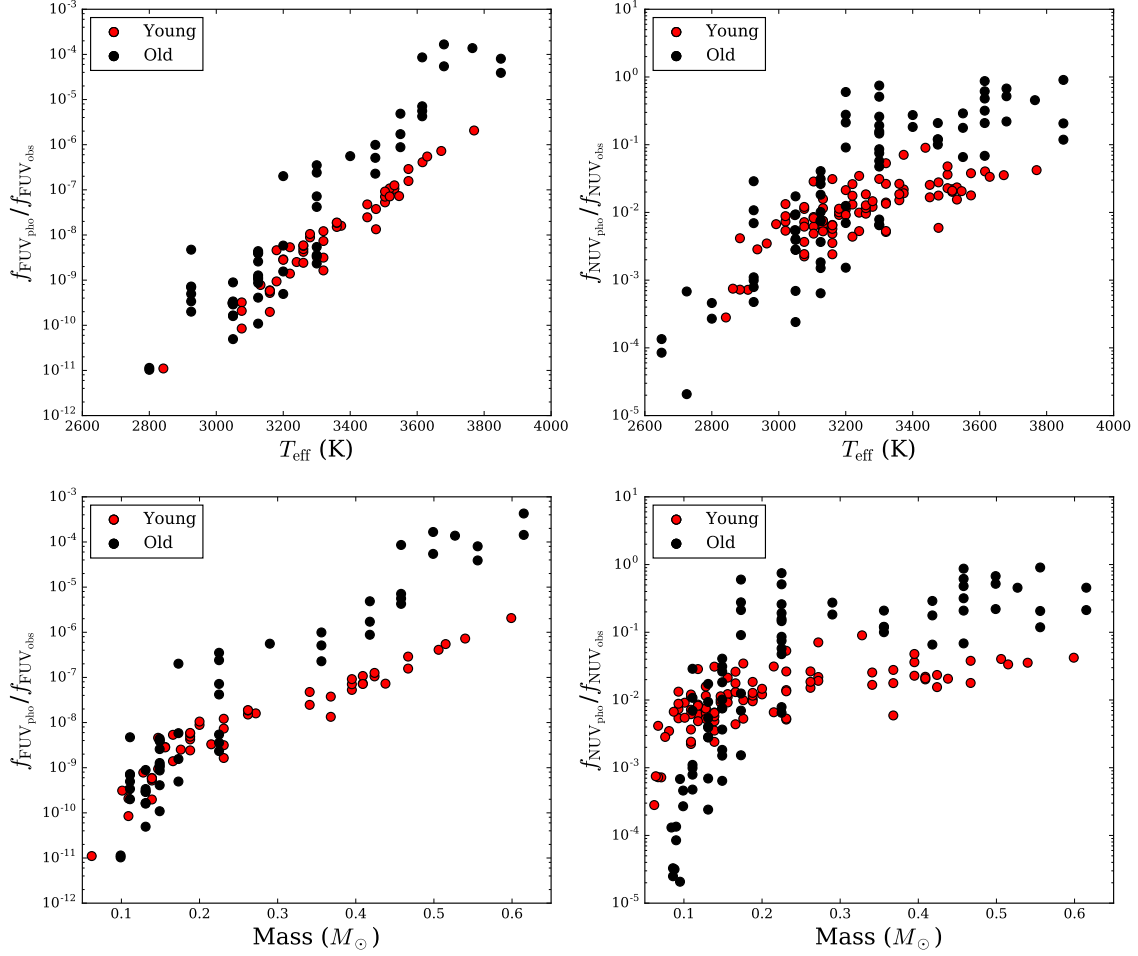 10^-3
10^-4
10^-5
10^-6
10^-7
10^-8
10^-9
10^-10
10^-11
10^-12
f_FUV_pho/f_FUV_obs
Young
Old
2600 2800 3000 3200 3400 3600 3800 4000
T_eff (K)
10^1
10^0
10^-1
10^-2
10^-3
10^-4
10^-5
f_NUV_pho/f_NUV_obs
Young
Old
2600 2800 3000 3200 3400 3600 3800 4000
T_eff (K)
10^-3
10^-4
10^-5
10^-6
10^-7
10^-8
10^-9
10^-10
10^-11
10^-12
f_FUV_pho/f_FUV_obs
Young
Old
0.1 0.2 0.3 0.4 0.5 0.6
Mass (M_⊙)
10^1
10^0
10^-1
10^-2
10^-3
10^-4
10^-5
f_NUV_pho/f_NUV_obs
Young
Old
0.1 0.2 0.3 0.4 0.5 0.6
Mass (M_⊙)